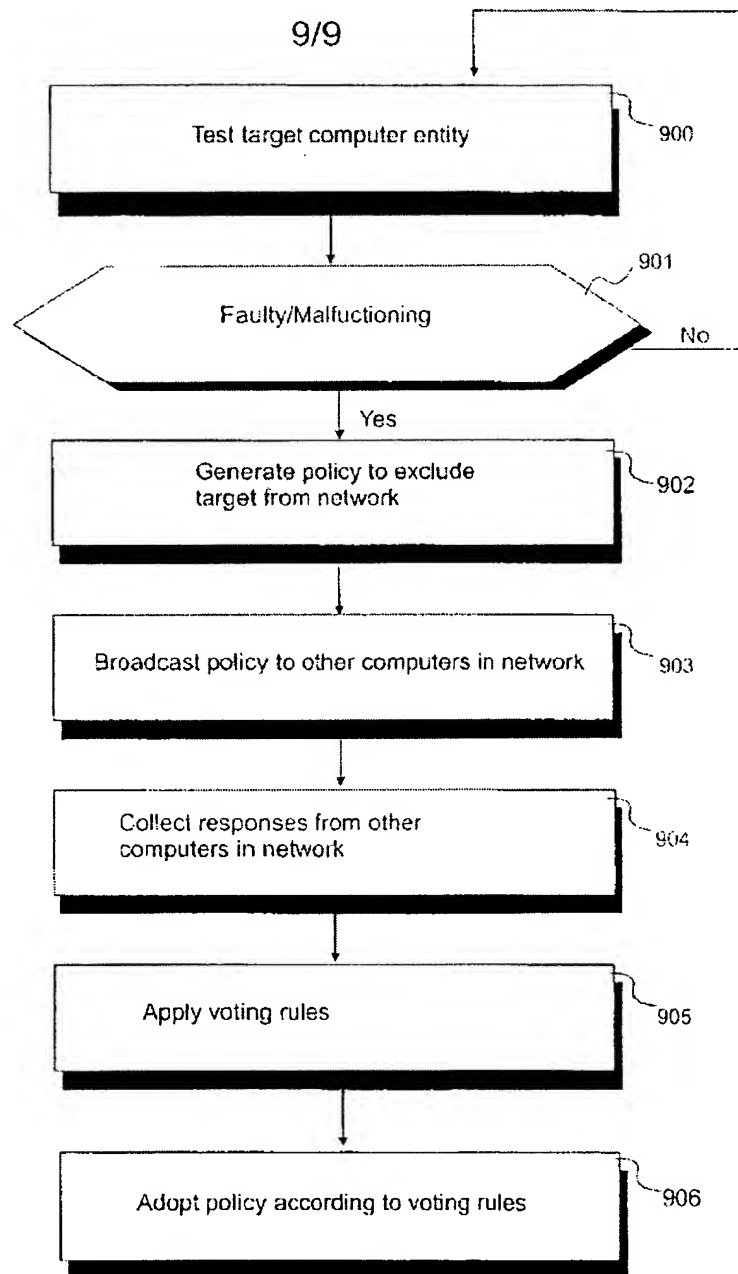 9/9
Test target computer entity
900
901
Faulty/Malfuctioning
No
Yes
Generate policy to exclude
target from network
902
Broadcast policy to other computers in network
903
Collect responses from other
computers in network
904
Apply voting rules
905
Adopt policy according to voting rules
906